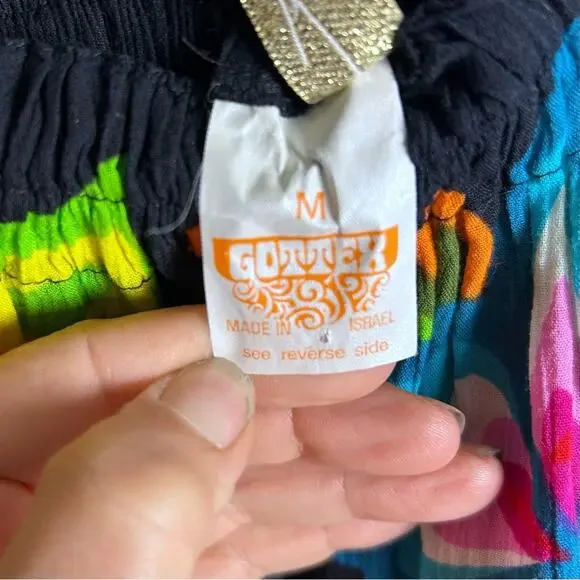 M
GOTTEX
MADE IN ISRAEL
see reverse side